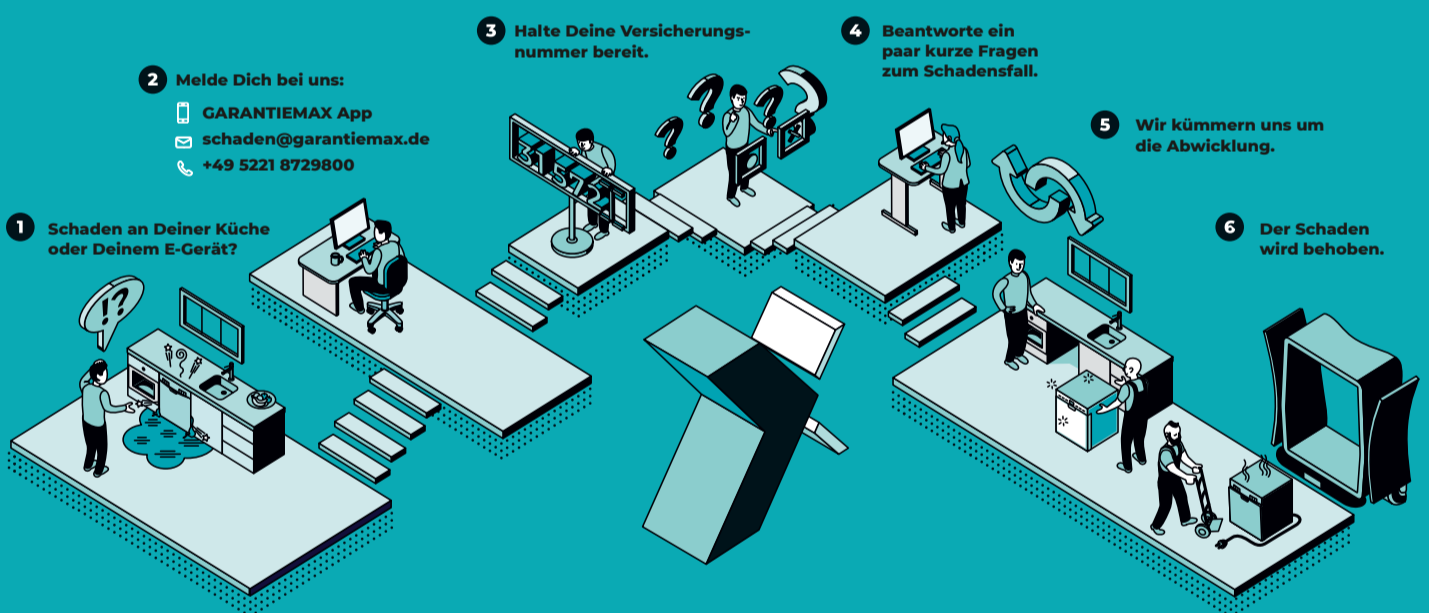 1 Schaden an Deiner Küche
oder Deinem E-Gerät?
2 Melde Dich bei uns:
GARANTIEMAX App
schaden@garantiemax.de
+49 5221 8729800
3 Halte Deine Versicherungs-
nummer bereit.
4 Beantworte ein
paar kurze Fragen
zum Schadensfall.
5 Wir kümmern uns um
die Abwicklung.
6 Der Schaden
wird behoben.
!?
? ? ? ?